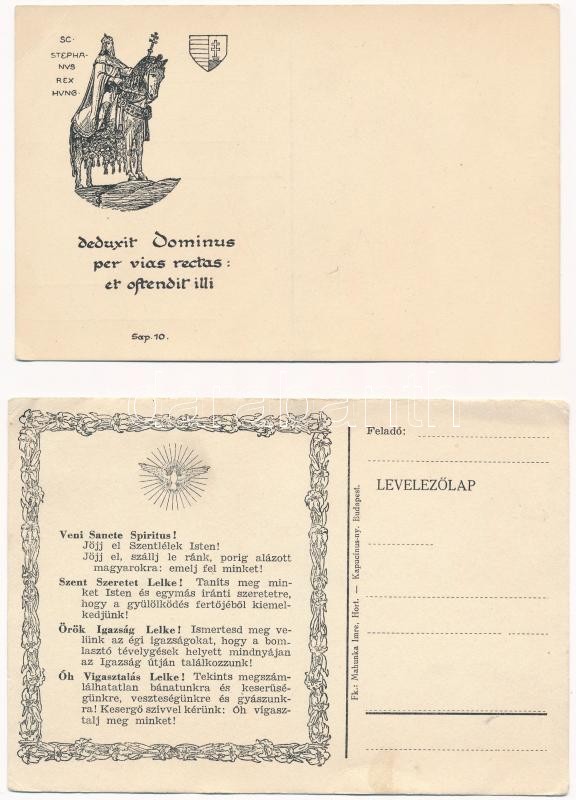 SC·
STEPHA-
NVS
REX
HVNG·
deduxit Dominus
per vias rectas:
et ostendit illi
Sap. 10.
darabanth
Veni Sancte Spiritus!
Jöjj el Szentlélek Isten!
Jöjj el, szállj le ránk, porig alázott
magyarokra: emelj fel minket!
Szent Szeretet Lelke! Tanits meg min-
ket Isten és egymás iránti szeretetre,
hogy a gyülölködés fertőjéből kiemel-
kedjünk!
Örök Igazság Lelke! Ismertesd meg ve-
lünk az égi igazságokat, hogy a bom-
lasztó tévelygések helyett mindnyájan
az Igazság útján találkozzunk!
Óh Vigasztalás Lelke! Tekints megszám-
lálhatatlan bánatunkra és keserüsé-
günkre, veszteségünkre és gyászunk-
ra! Kesergő szivvel kérünk: Óh vigasz-
talj meg minket!
Fk.: Mahunka Imre, Hort. — Kapucinus-ny. Budapest.
Feladó:
LEVELEZŐLAP